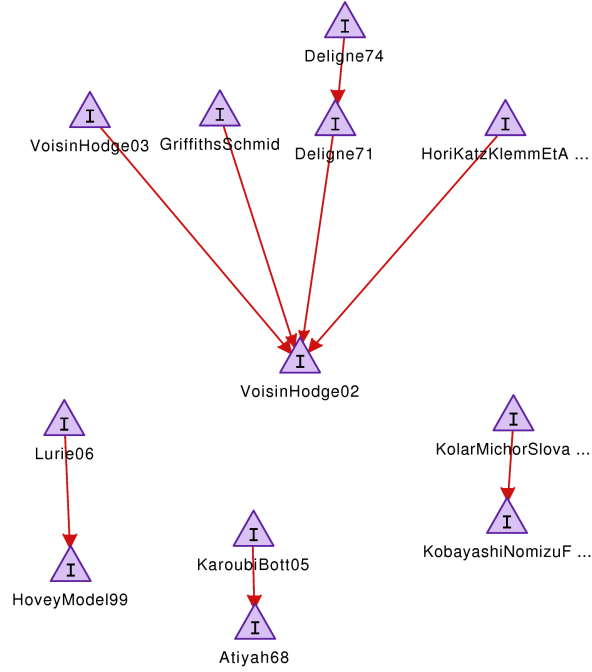 I
Deligne74
I
VoisinHodge03
I
GriffithsSchmid
I
Deligne71
I
HoriKatzKlemmEtA ...
I
VoisinHodge02
I
Lurie06
I
KolarMichorSlova ...
I
HoveyModel99
I
KaroubiBott05
I
KobayashiNomizuF ...
I
Atiyah68